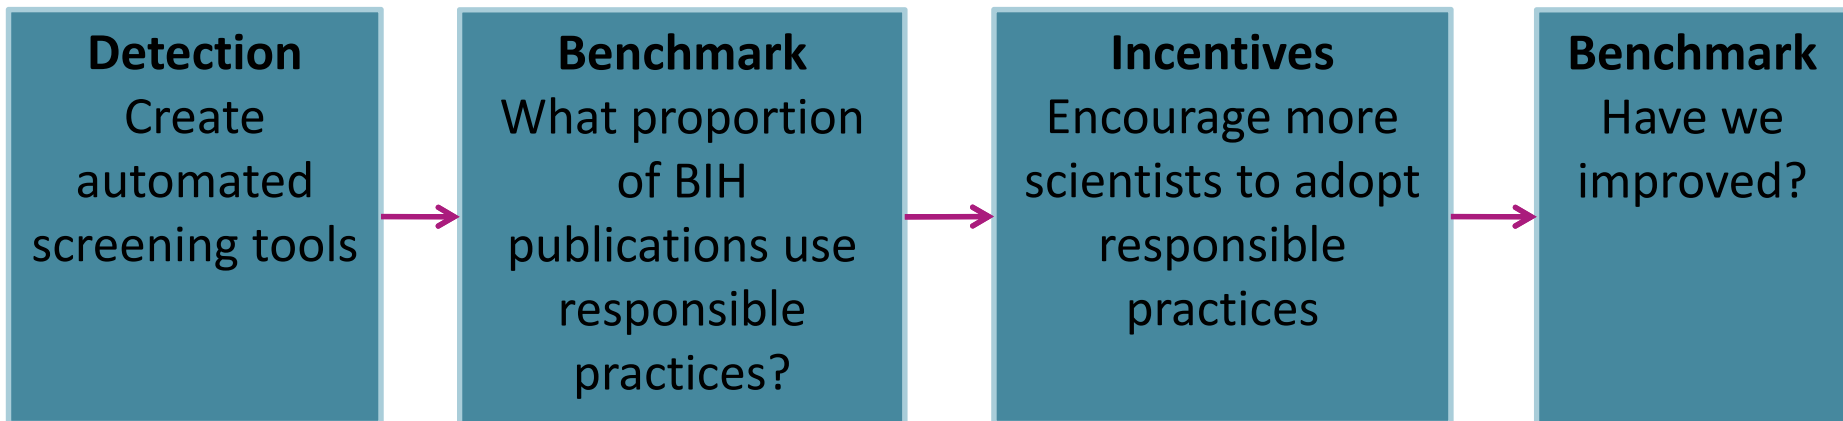 Detection
Create
automated
screening tools
Benchmark
What proportion
of BIH
publications use
responsible
practices?
Incentives
Encourage more
scientists to adopt
responsible
practices
Benchmark
Have we
improved?